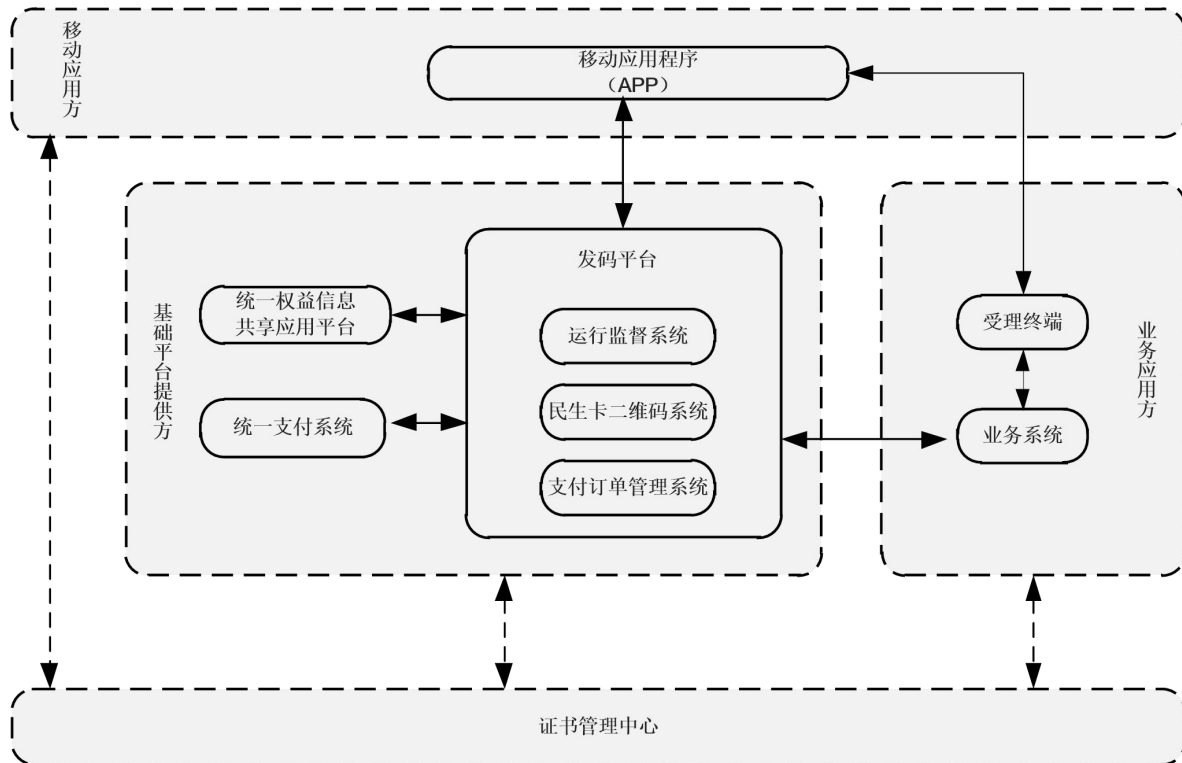 移动应用方
移动应用程序
（APP）
基础平台提供方
统一权益信息
共享应用平台
统一支付系统
发码平台
运行监督系统
民生卡二维码系统
支付订单管理系统
受理终端
业务系统
业务应用方
证书管理中心